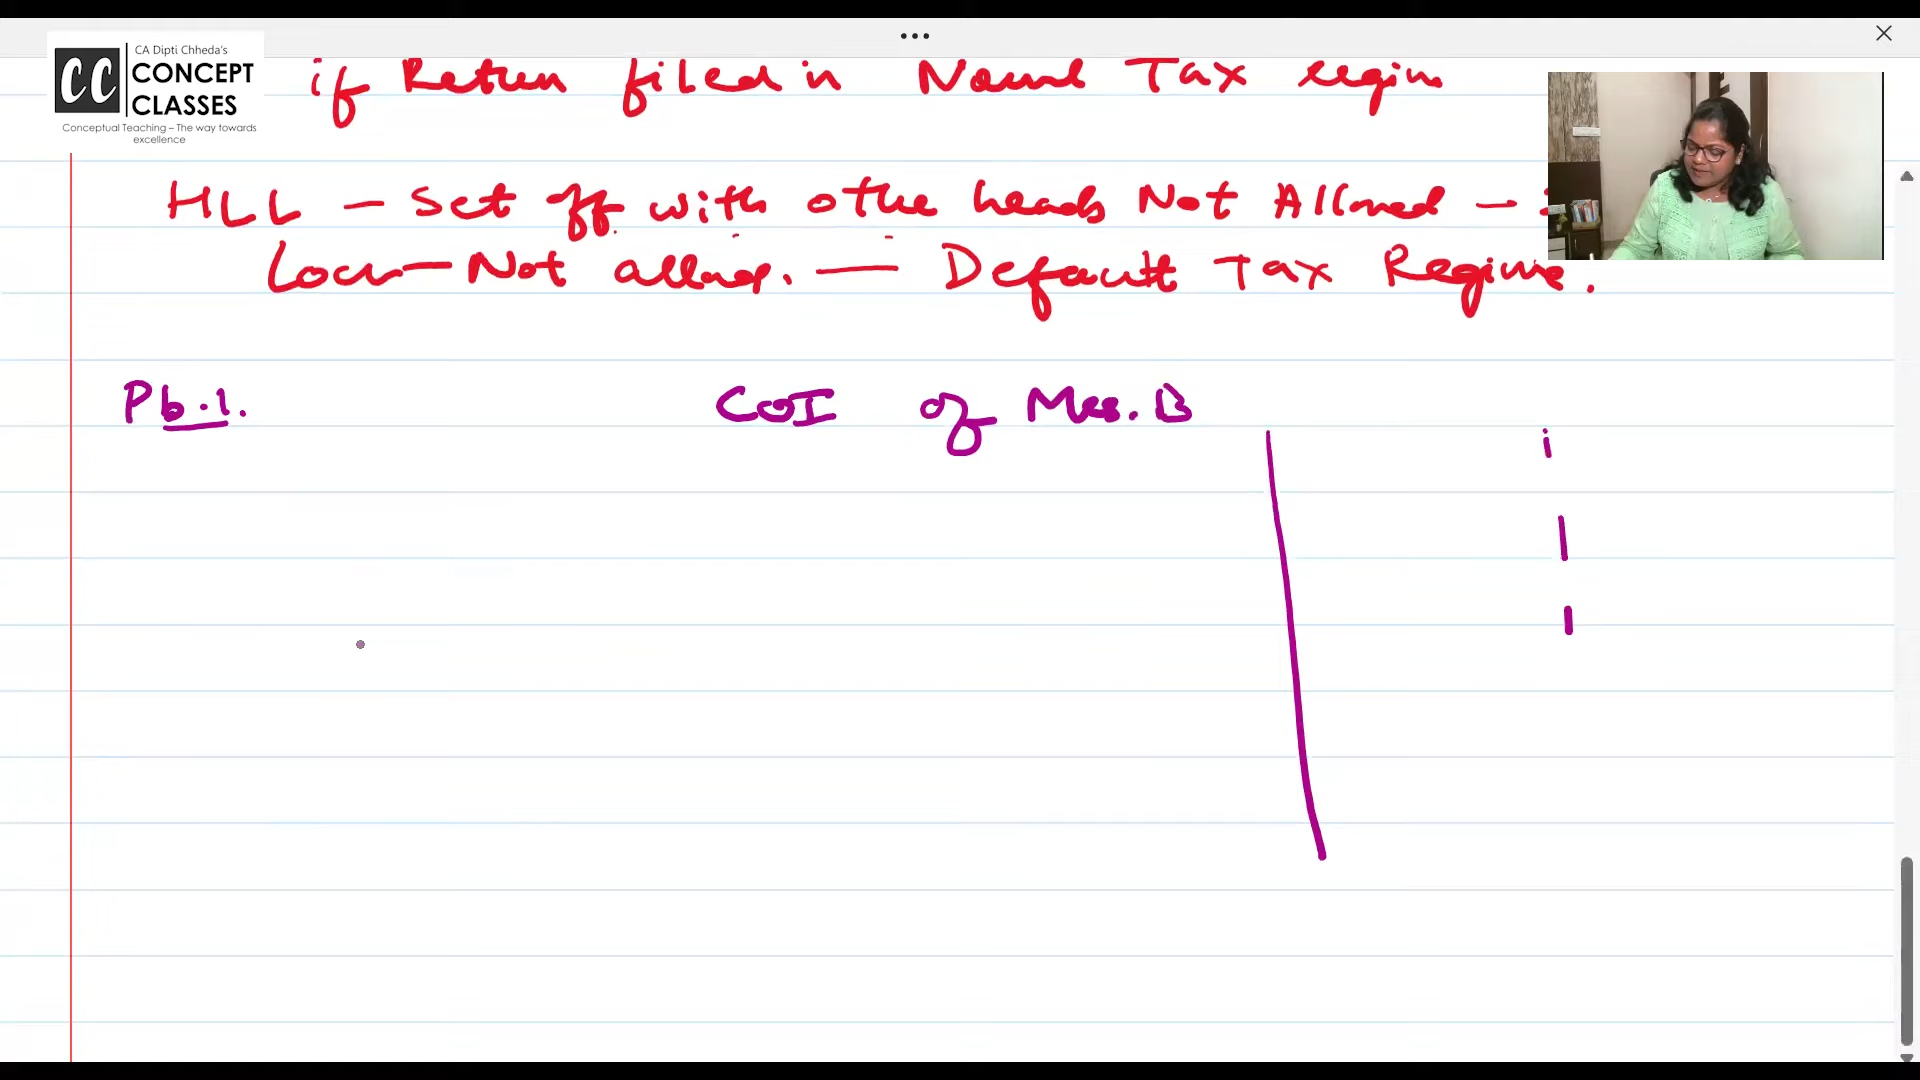 CA Dipti Chheda's
CC CONCEPT
CLASSES
Conceptual Teaching – The way towards
excellence
if Return filed in Normal Tax regime
HLL – Set off with other heads Not Allowed –
Loss – Not allowed. — Default Tax Regime.
Pb.1. COI of Mrs. B